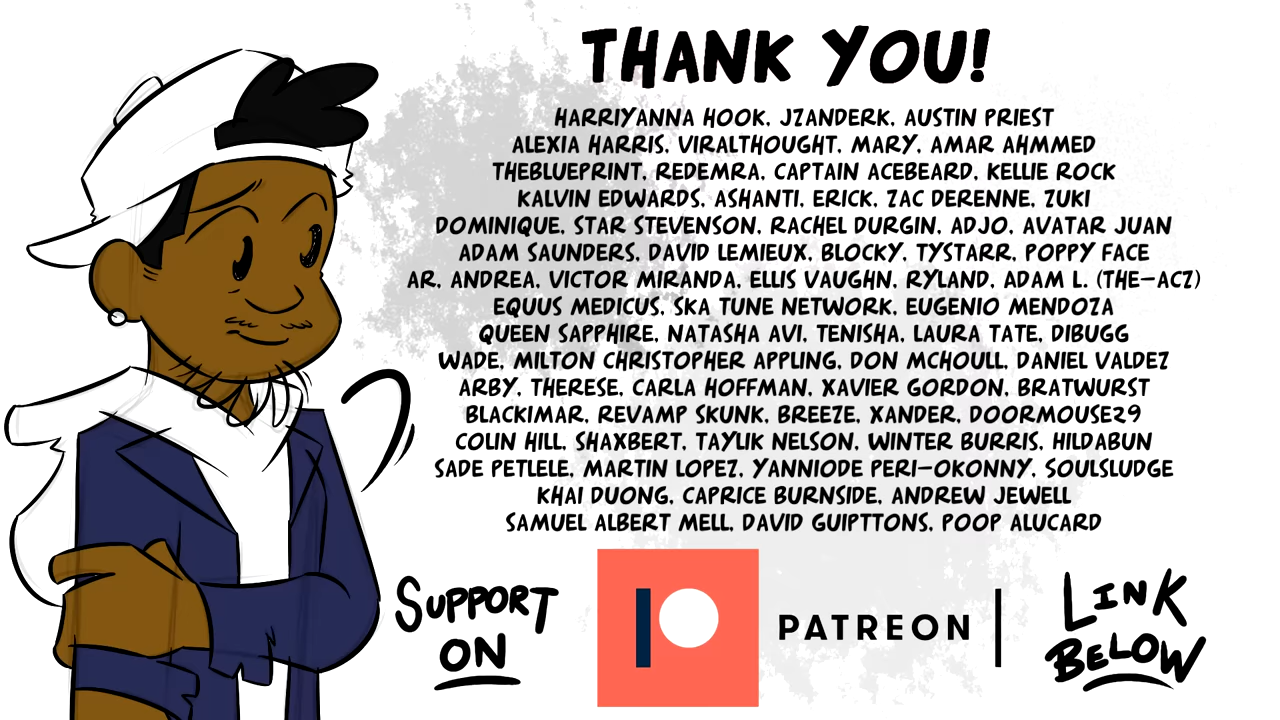 THANK YOU!
HARRIYANNA HOOK, JZANDERK, AUSTIN PRIEST
ALEXIA HARRIS, VIRALTHOUGHT, MARY, AMAR AHMMED
THEBLUEPRINT, REDEMRA, CAPTAIN ACEBEARD, KELLIE ROCK
KALVIN EDWARDS, ASHANTI, ERICK, ZAC DERENNE, ZUKI
DOMINIQUE, STAR STEVENSON, RACHEL DURGIN, ADJO, AVATAR JUAN
ADAM SAUNDERS, DAVID LEMIEUX, BLOCKY, TYSTARR, POPPY FACE
AR, ANDREA, VICTOR MIRANDA, ELLIS VAUGHN, RYLAND, ADAM L. (THE-ACZ)
EQUUS MEDICUS, SKA TUNE NETWORK, EUGENIO MENDOZA
QUEEN SAPPHIRE, NATASHA AVI, TENISHA, LAURA TATE, DIBUGG
WADE, MILTON CHRISTOPHER APPLING, DON MCHOULL, DANIEL VALDEZ
ARBY, THERESE, CARLA HOFFMAN, XAVIER GORDON, BRATWURST
BLACKIMAR, REVAMP SKUNK, BREEZE, XANDER, DOORMOUSE29
COLIN HILL, SHAXBERT, TAYLIK NELSON, WINTER BURRIS, HILDABUN
SADE PETLELE, MARTIN LOPEZ, YANNIODE PERI-OKONNY, SOULSLUDGE
KHAI DUONG, CAPRICE BURNSIDE, ANDREW JEWELL
SAMUEL ALBERT MELL, DAVID GUIPTTONS, POOP ALUCARD
SUPPORT
ON
PATREON
LINK
BELOW